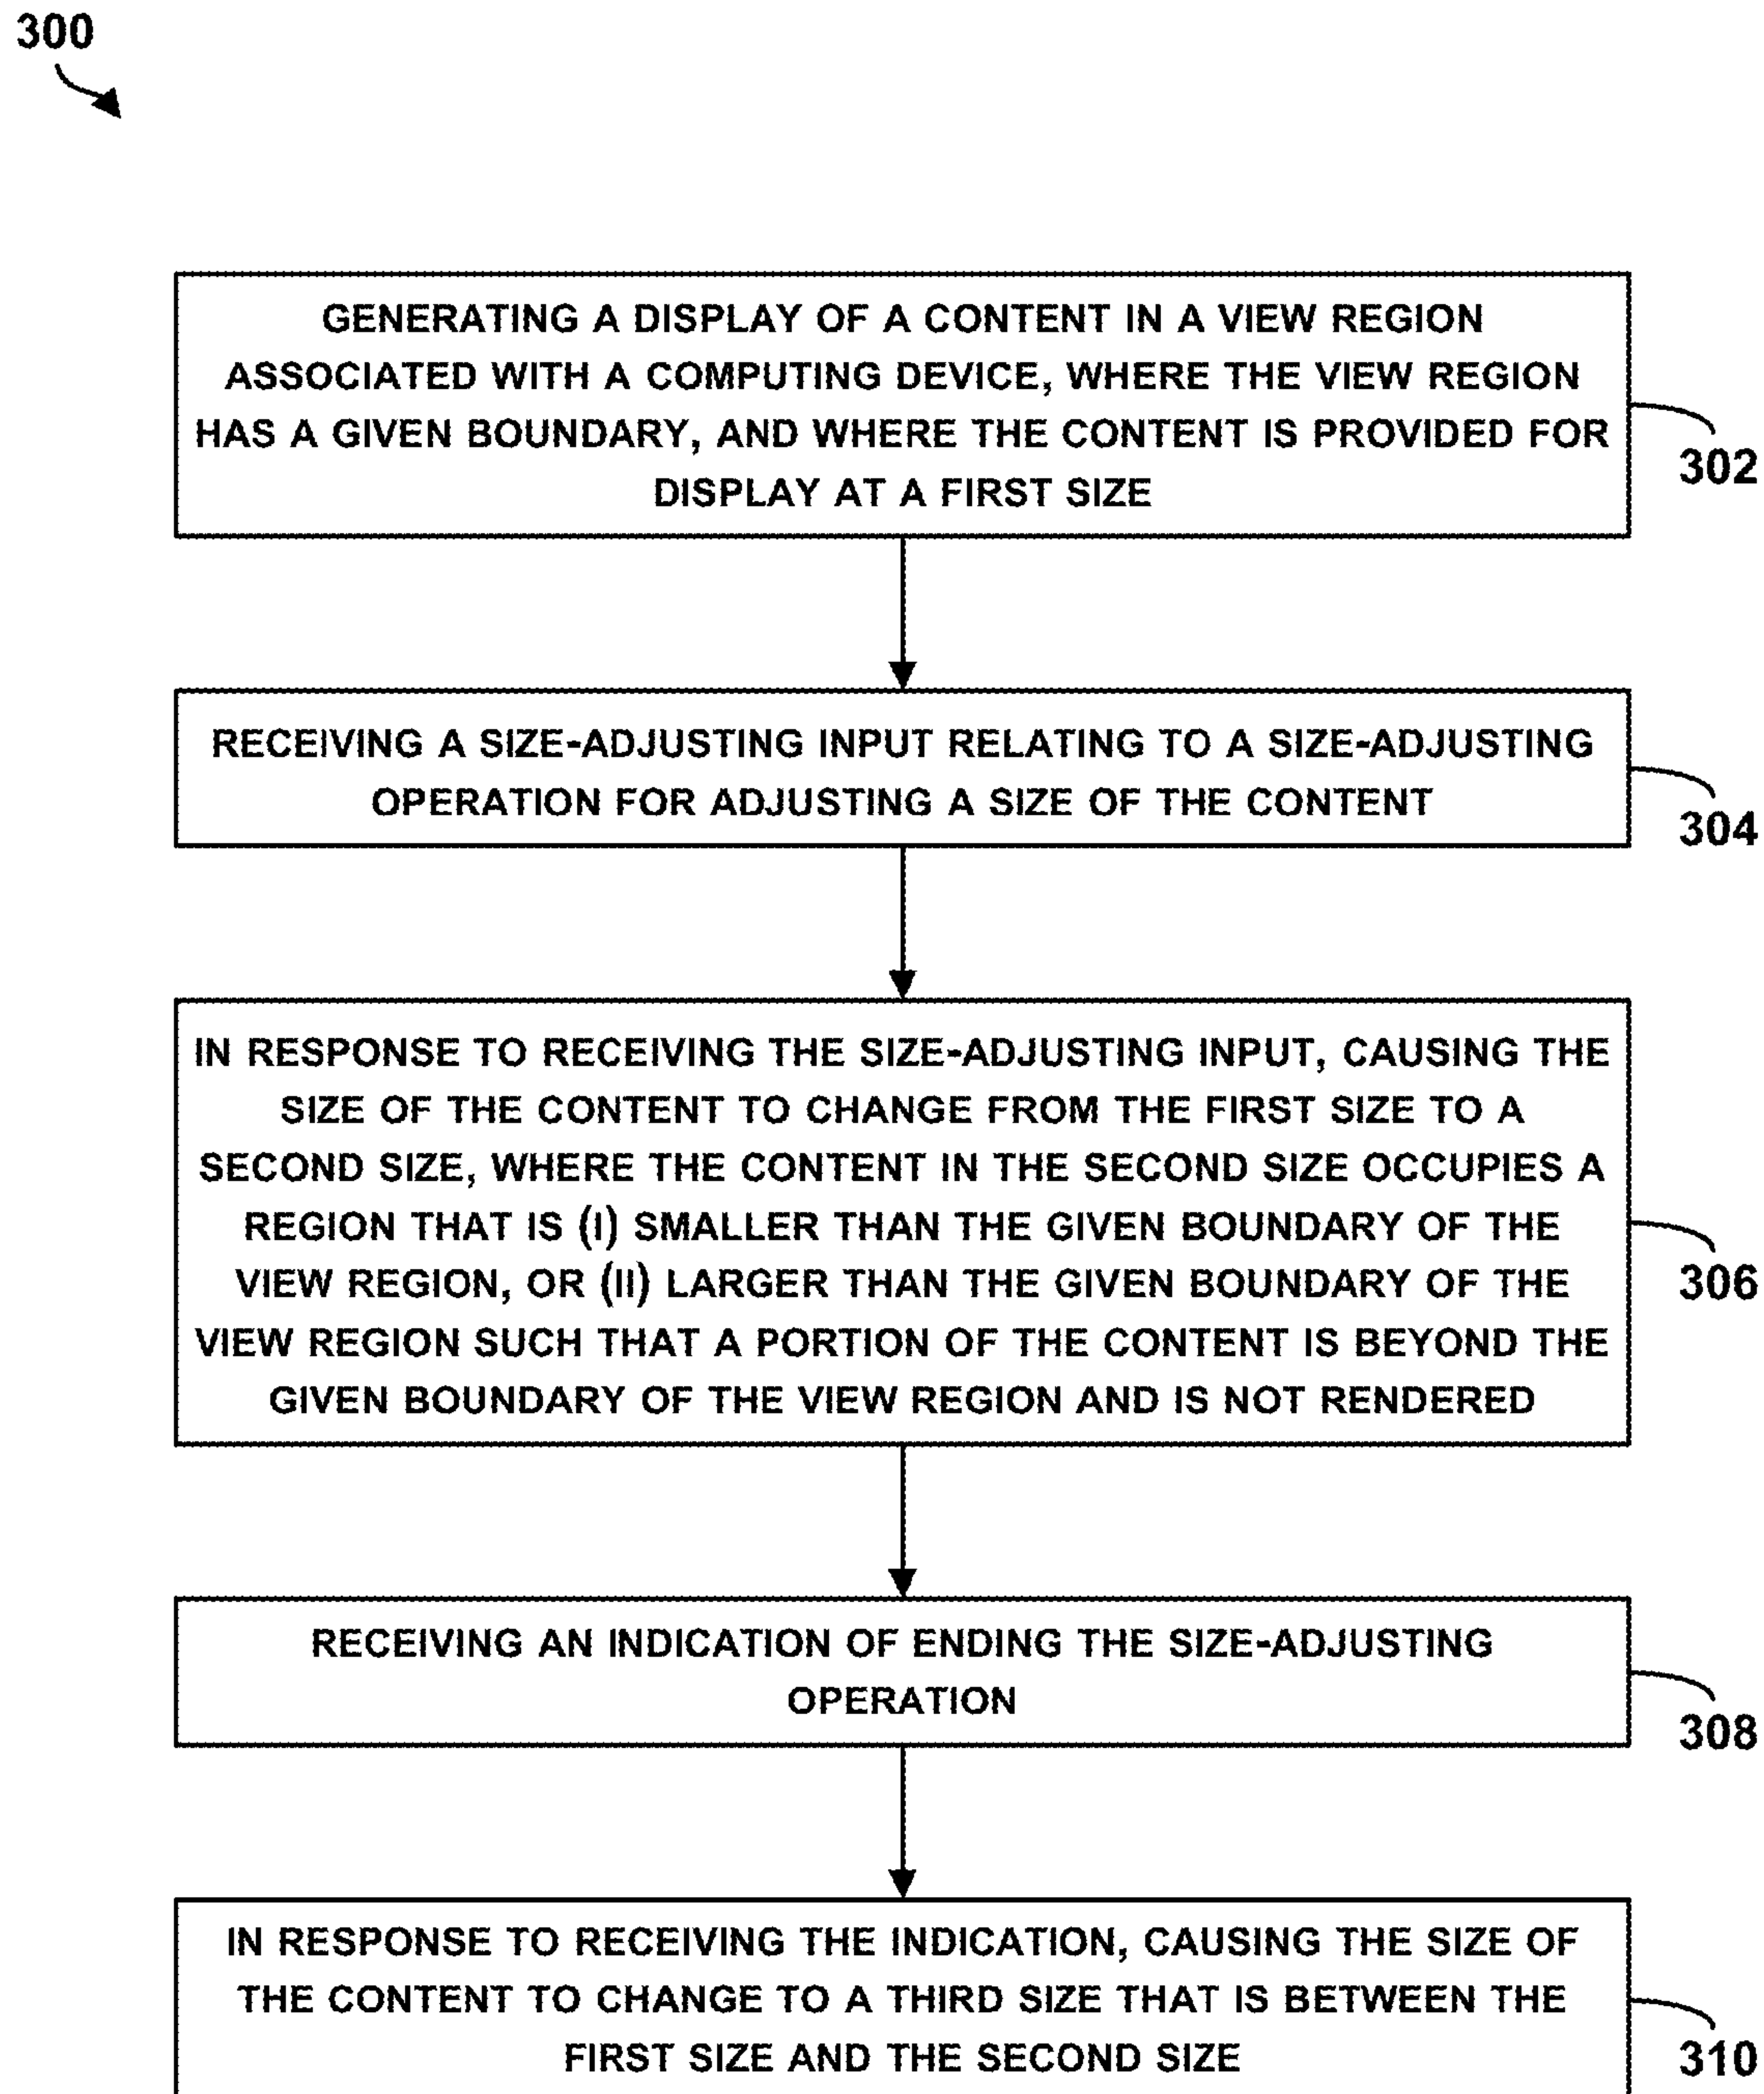 300
GENERATING A DISPLAY OF A CONTENT IN A VIEW REGION
ASSOCIATED WITH A COMPUTING DEVICE, WHERE THE VIEW REGION
HAS A GIVEN BOUNDARY, AND WHERE THE CONTENT IS PROVIDED FOR
DISPLAY AT A FIRST SIZE
302
RECEIVING A SIZE-ADJUSTING INPUT RELATING TO A SIZE-ADJUSTING
OPERATION FOR ADJUSTING A SIZE OF THE CONTENT
304
IN RESPONSE TO RECEIVING THE SIZE-ADJUSTING INPUT, CAUSING THE
SIZE OF THE CONTENT TO CHANGE FROM THE FIRST SIZE TO A
SECOND SIZE, WHERE THE CONTENT IN THE SECOND SIZE OCCUPIES A
REGION THAT IS (I) SMALLER THAN THE GIVEN BOUNDARY OF THE
VIEW REGION, OR (II) LARGER THAN THE GIVEN BOUNDARY OF THE
VIEW REGION SUCH THAT A PORTION OF THE CONTENT IS BEYOND THE
GIVEN BOUNDARY OF THE VIEW REGION AND IS NOT RENDERED
306
RECEIVING AN INDICATION OF ENDING THE SIZE-ADJUSTING
OPERATION
308
IN RESPONSE TO RECEIVING THE INDICATION, CAUSING THE SIZE OF
THE CONTENT TO CHANGE TO A THIRD SIZE THAT IS BETWEEN THE
FIRST SIZE AND THE SECOND SIZE
310